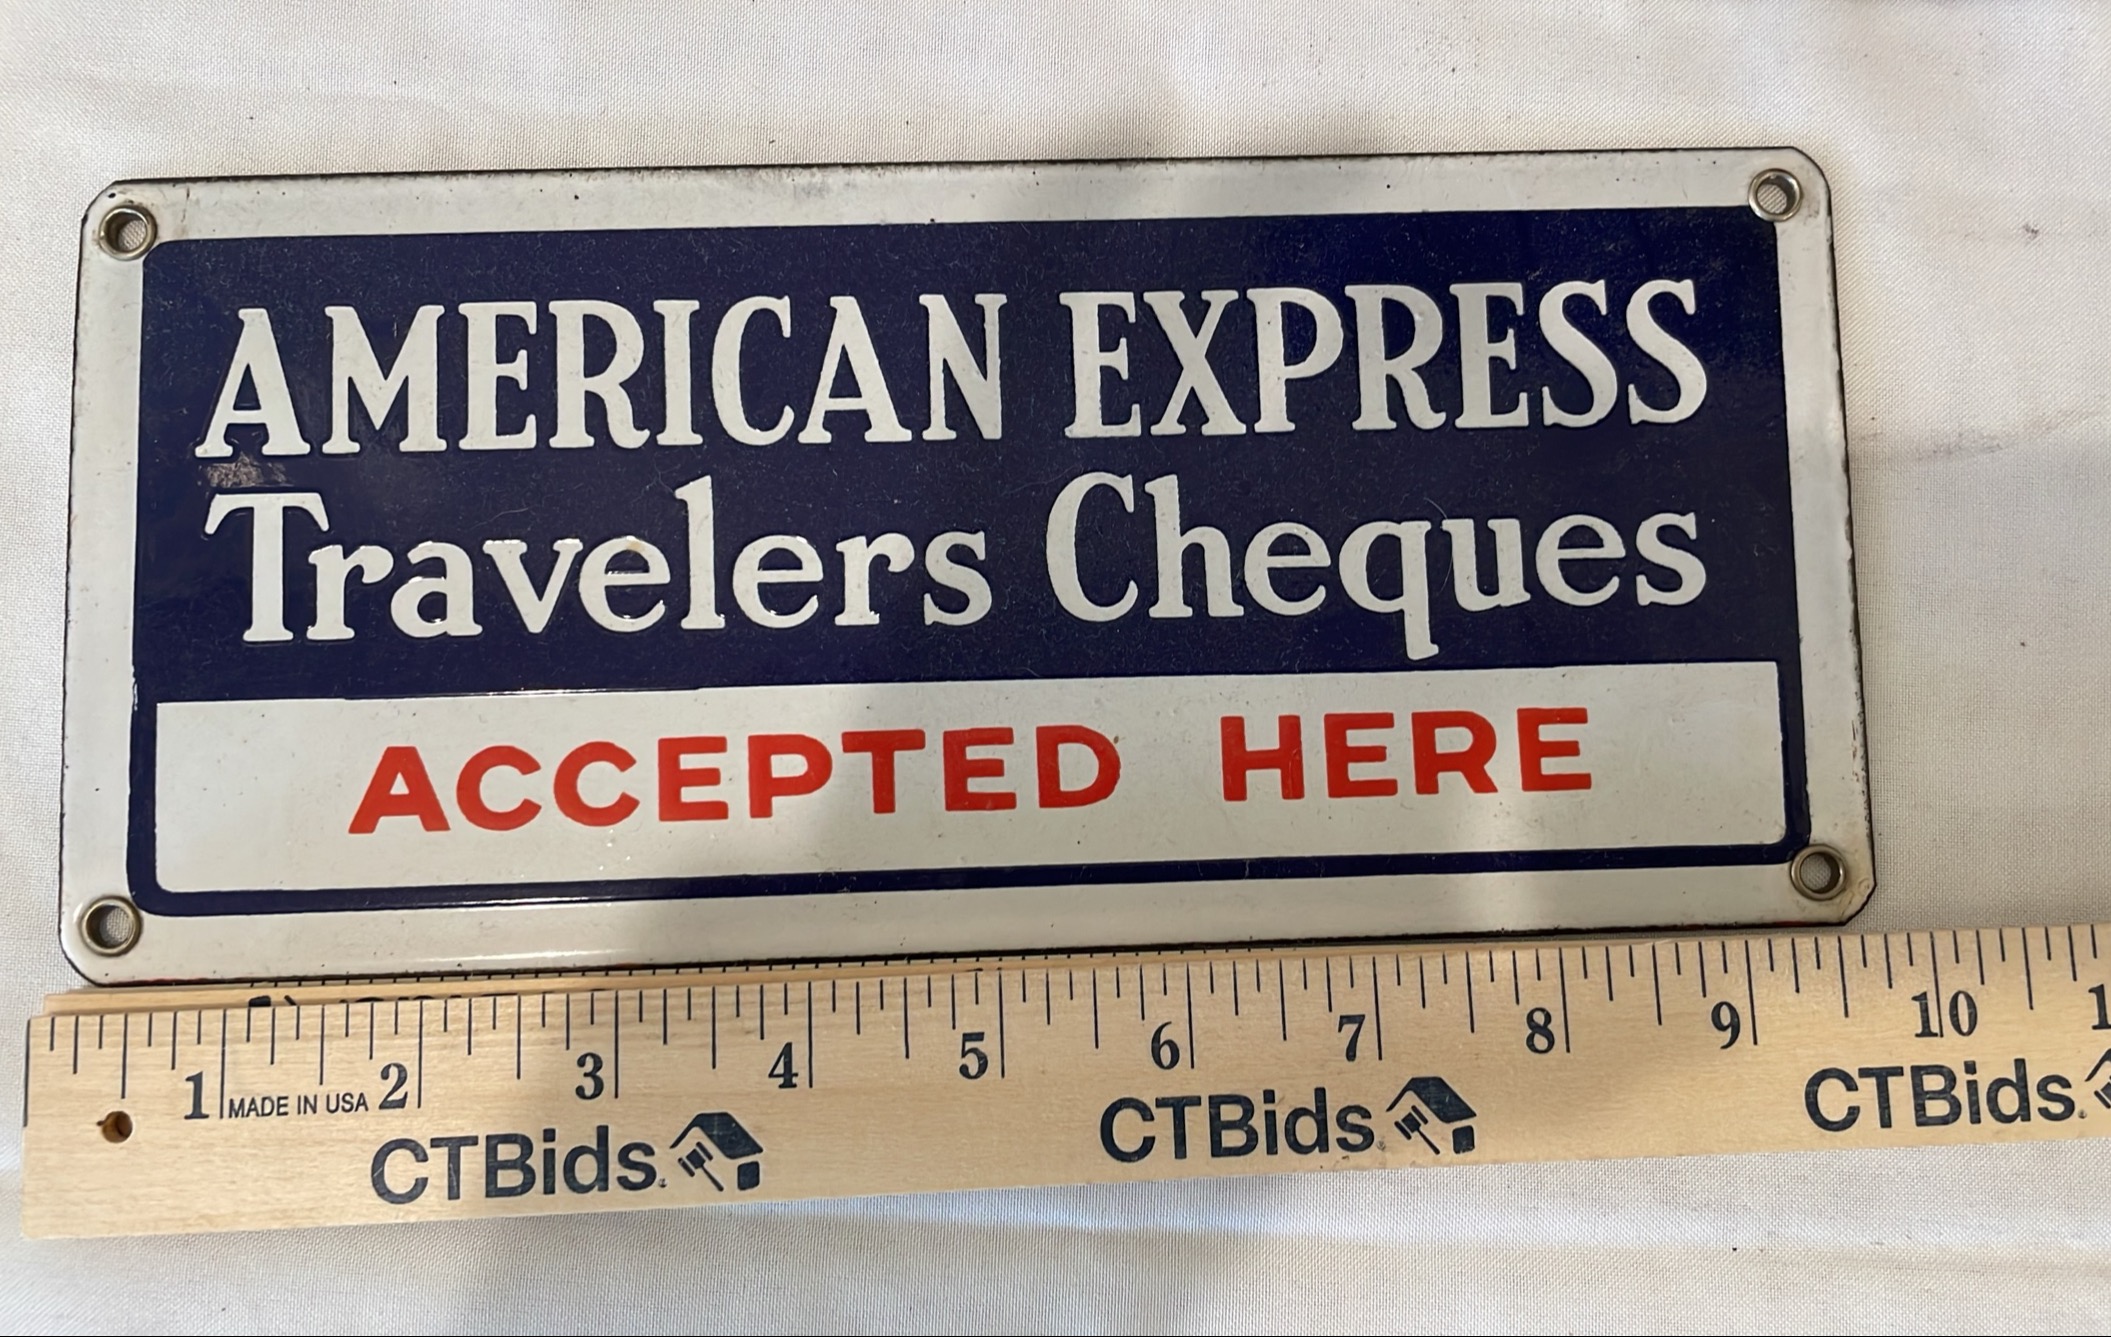 AMERICAN EXPRESS
Travelers Cheques
ACCEPTED HERE
1 2 3 4 5 6 7 8 9 10 1
MADE IN USA
CTBids. CTBids. CTBids.